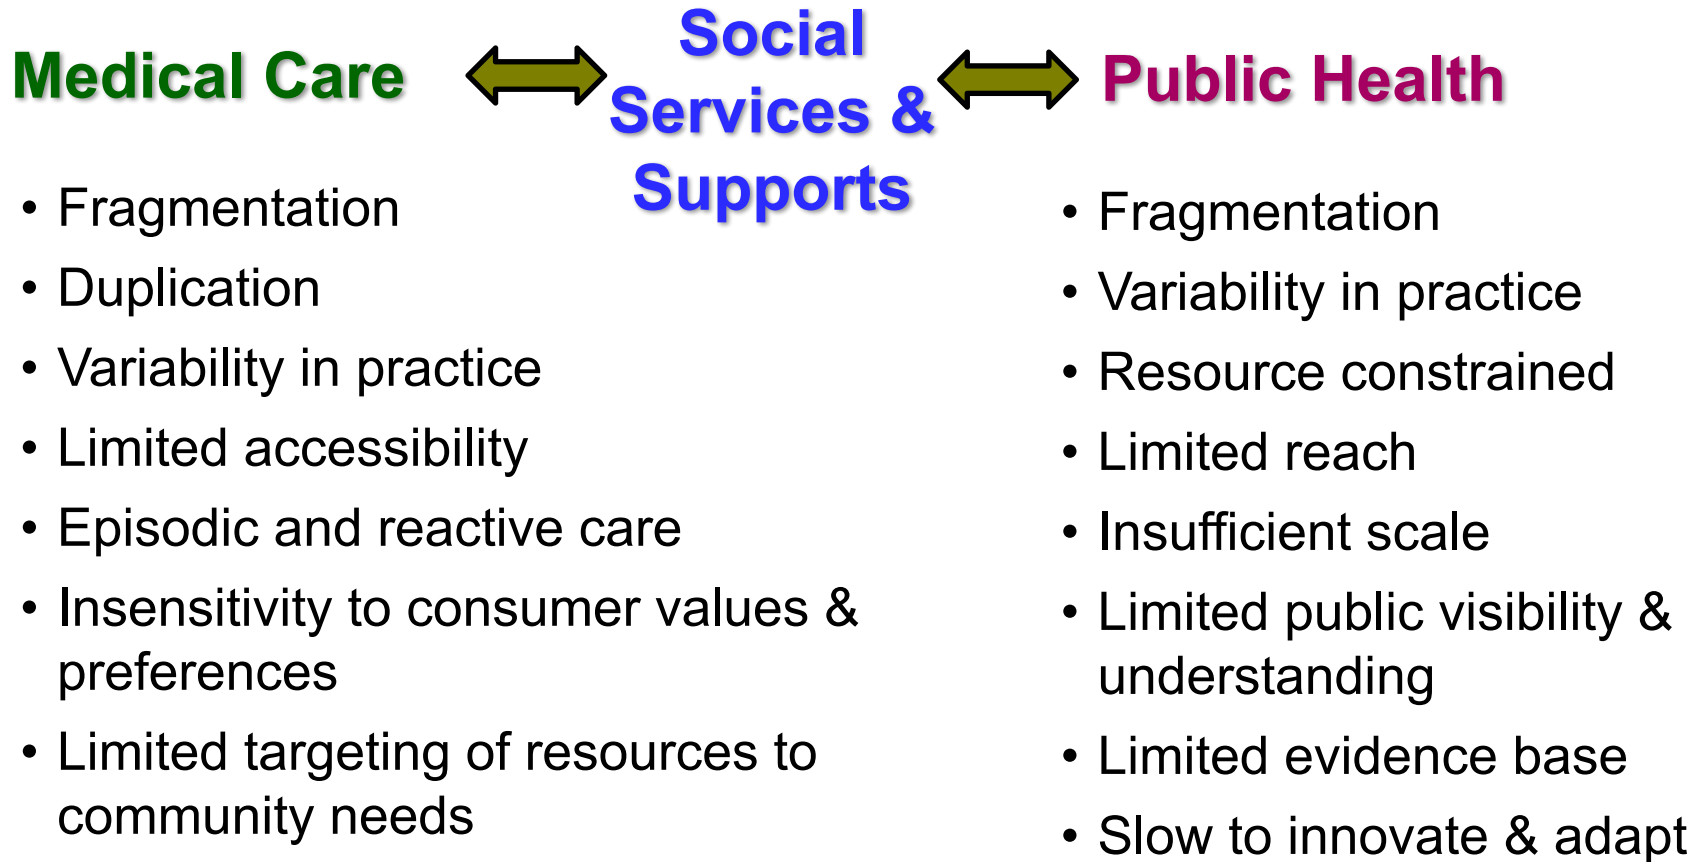 Medical Care
Social
Services &
Supports
Public Health
• Fragmentation
• Duplication
• Variability in practice
• Limited accessibility
• Episodic and reactive care
• Insensitivity to consumer values &
preferences
• Limited targeting of resources to
community needs
• Fragmentation
• Variability in practice
• Resource constrained
• Limited reach
• Insufficient scale
• Limited public visibility &
understanding
• Limited evidence base
• Slow to innovate & adapt